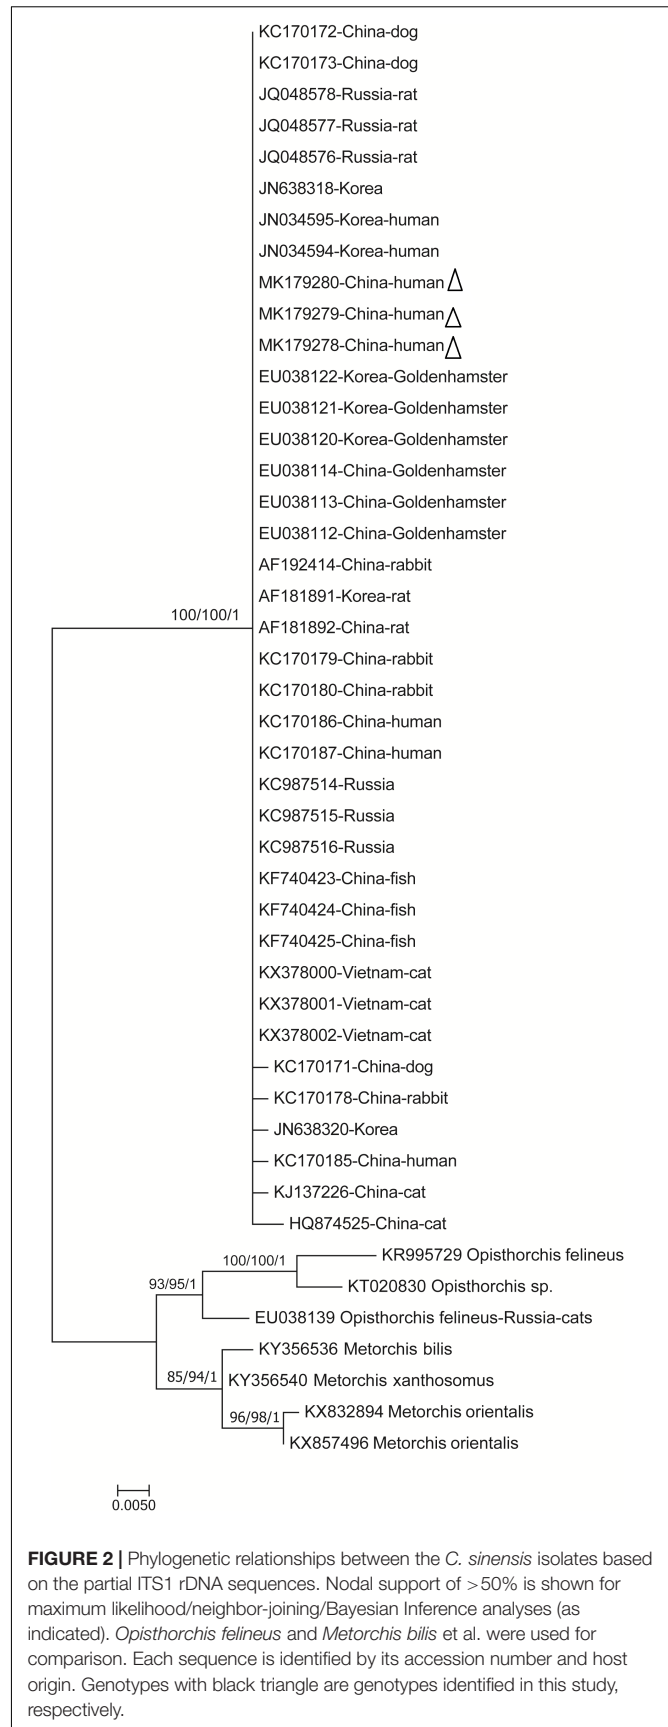 KC170172-China-dog
KC170173-China-dog
JQ048578-Russia-rat
JQ048577-Russia-rat
JQ048576-Russia-rat
JN638318-Korea
JN034595-Korea-human
JN034594-Korea-human
MK179280-China-human
MK179279-China-human
MK179278-China-human
EU038122-Korea-Goldenhamster
EU038121-Korea-Goldenhamster
EU038120-Korea-Goldenhamster
EU038114-China-Goldenhamster
EU038113-China-Goldenhamster
EU038112-China-Goldenhamster
AF192414-China-rabbit
AF181891-Korea-rat
100/100/1
AF181892-China-rat
KC170179-China-rabbit
KC170180-China-rabbit
KC170186-China-human
KC170187-China-human
KC987514-Russia
KC987515-Russia
KC987516-Russia
KF740423-China-fish
KF740424-China-fish
KF740425-China-fish
KX378000-Vietnam-cat
KX378001-Vietnam-cat
KX378002-Vietnam-cat
KC170171-China-dog
KC170178-China-rabbit
JN638320-Korea
KC170185-China-human
KJ137226-China-cat
HQ874525-China-cat
KR995729 Opisthorchis felineus
100/100/1
93/95/1
KT020830 Opisthorchis sp.
EU038139 Opisthorchis felineus-Russia-cats
KY356536 Metorchis bilis
85/94/1
KY356540 Metorchis xanthosomus
KX832894 Metorchis orientalis
96/98/1
KX857496 Metorchis orientalis
0.0050
FIGURE 2 | Phylogenetic relationships between the C. sinensis isolates based
on the partial ITS1 rDNA sequences. Nodal support of >50% is shown for
maximum likelihood/neighbor-joining/Bayesian Inference analyses (as
indicated). Opisthorchis felineus and Metorchis bilis et al. were used for
comparison. Each sequence is identified by its accession number and host
origin. Genotypes with black triangle are genotypes identified in this study,
respectively.